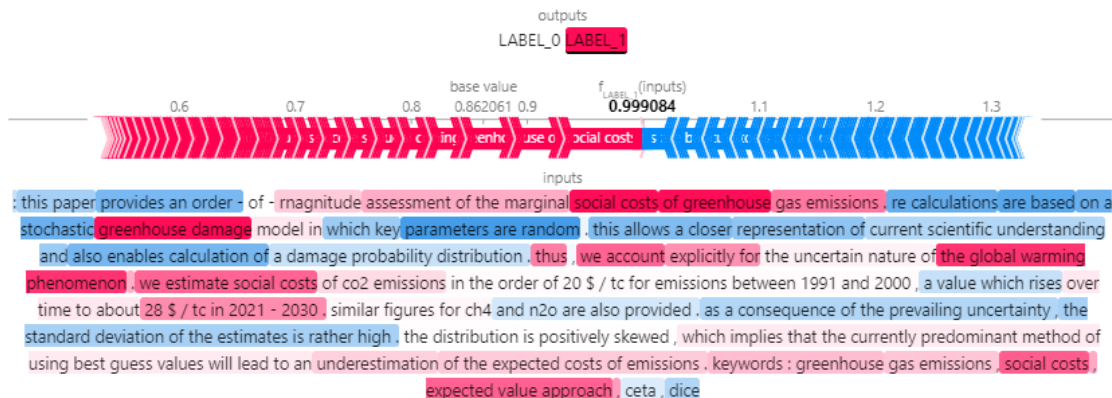 outputs
LABEL_0 LABEL_1
base value
f LABEL_1 (inputs)
0.6 0.7 0.8 0.862061 0.9 0.999084 1.1 1.2 1.3
use o social costs
inputs
: this paper provides an order - of - rnagnitude assessment of the marginal social costs of greenhouse gas emissions . re calculations are based on a
stochastic greenhouse damage model in which key parameters are random . this allows a closer representation of current scientific understanding
and also enables calculation of a damage probability distribution . thus , we account explicitly for the uncertain nature of the global warming
phenomenon . we estimate social costs of co2 emissions in the order of 20 $ / tc for emissions between 1991 and 2000 , a value which rises over
time to about 28 $ / tc in 2021 - 2030 . similar figures for ch4 and n2o are also provided . as a consequence of the prevailing uncertainty , the
standard deviation of the estimates is rather high . the distribution is positively skewed , which implies that the currently predominant method of
using best guess values will lead to an underestimation of the expected costs of emissions . keywords : greenhouse gas emissions , social costs ,
expected value approach , ceta , dice